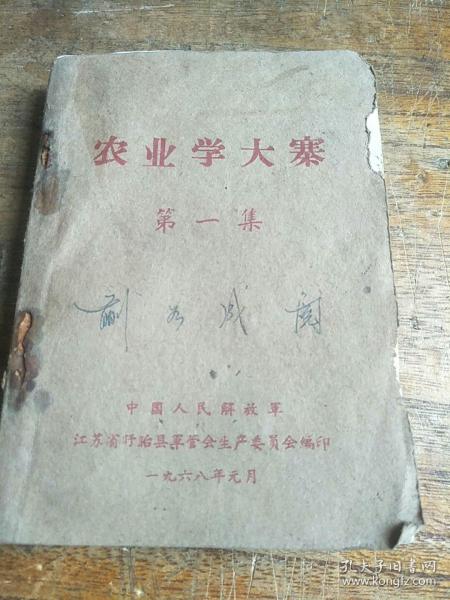 农业学大寨
第一集
中国人民解放军
江苏省盱眙县军管会生产委员会编印
一九六八年元月
孔夫子旧书网
www.kongfz.com